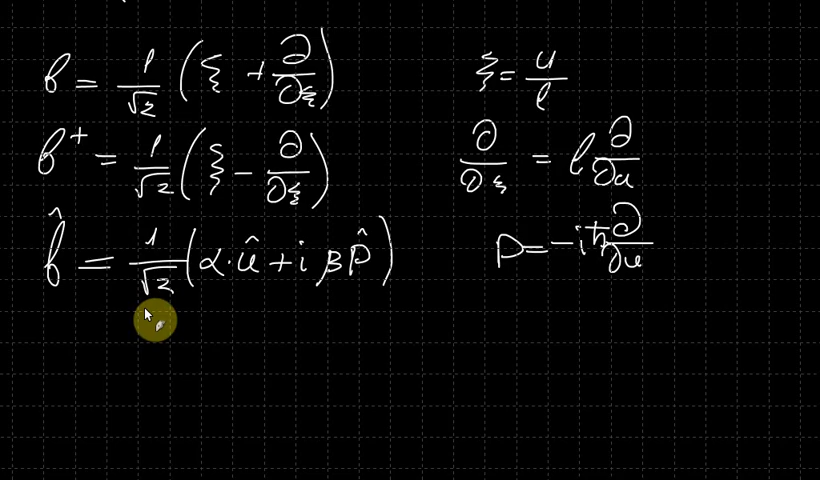 b = 1/√2 (ξ + ∂/∂ξ)    ξ = u/l
b⁺ = 1/√2 (ξ − ∂/∂ξ)    ∂/∂ξ = l ∂/∂u
b̂ = 1/√2 (α·û + iβp̂)    p = −iħ ∂/∂u